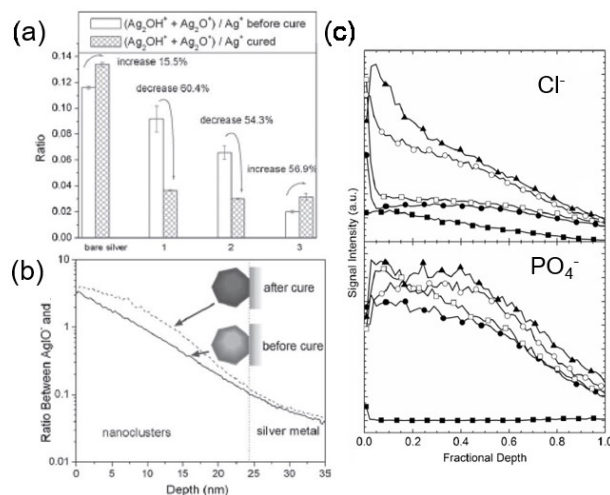 (a)
(Ag₂OH⁺ + Ag₂O⁺) / Ag⁺ before cure
(Ag₂OH⁺ + Ag₂O⁺) / Ag⁺ cured
0.14
0.12
0.10
0.08
0.06
0.04
0.02
0.00
Ratio
increase 15.5%
decrease 60.4%
decrease 54.3%
increase 56.9%
bare silver 1 2 3
(b)
10
1
0.1
0.01
Ratio Between AgIO⁻ and
after cure
before cure
nanoclusters
silver metal
0 5 10 15 20 25 30 35
Depth (nm)
(c)
Cl⁻
PO₄⁻
Signal Intensity (a.u.)
0.0 0.2 0.4 0.6 0.8 1.0
Fractional Depth